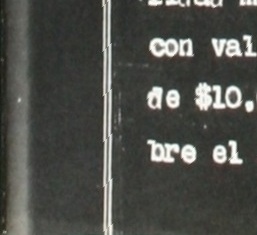 con val
de $10,
bre el